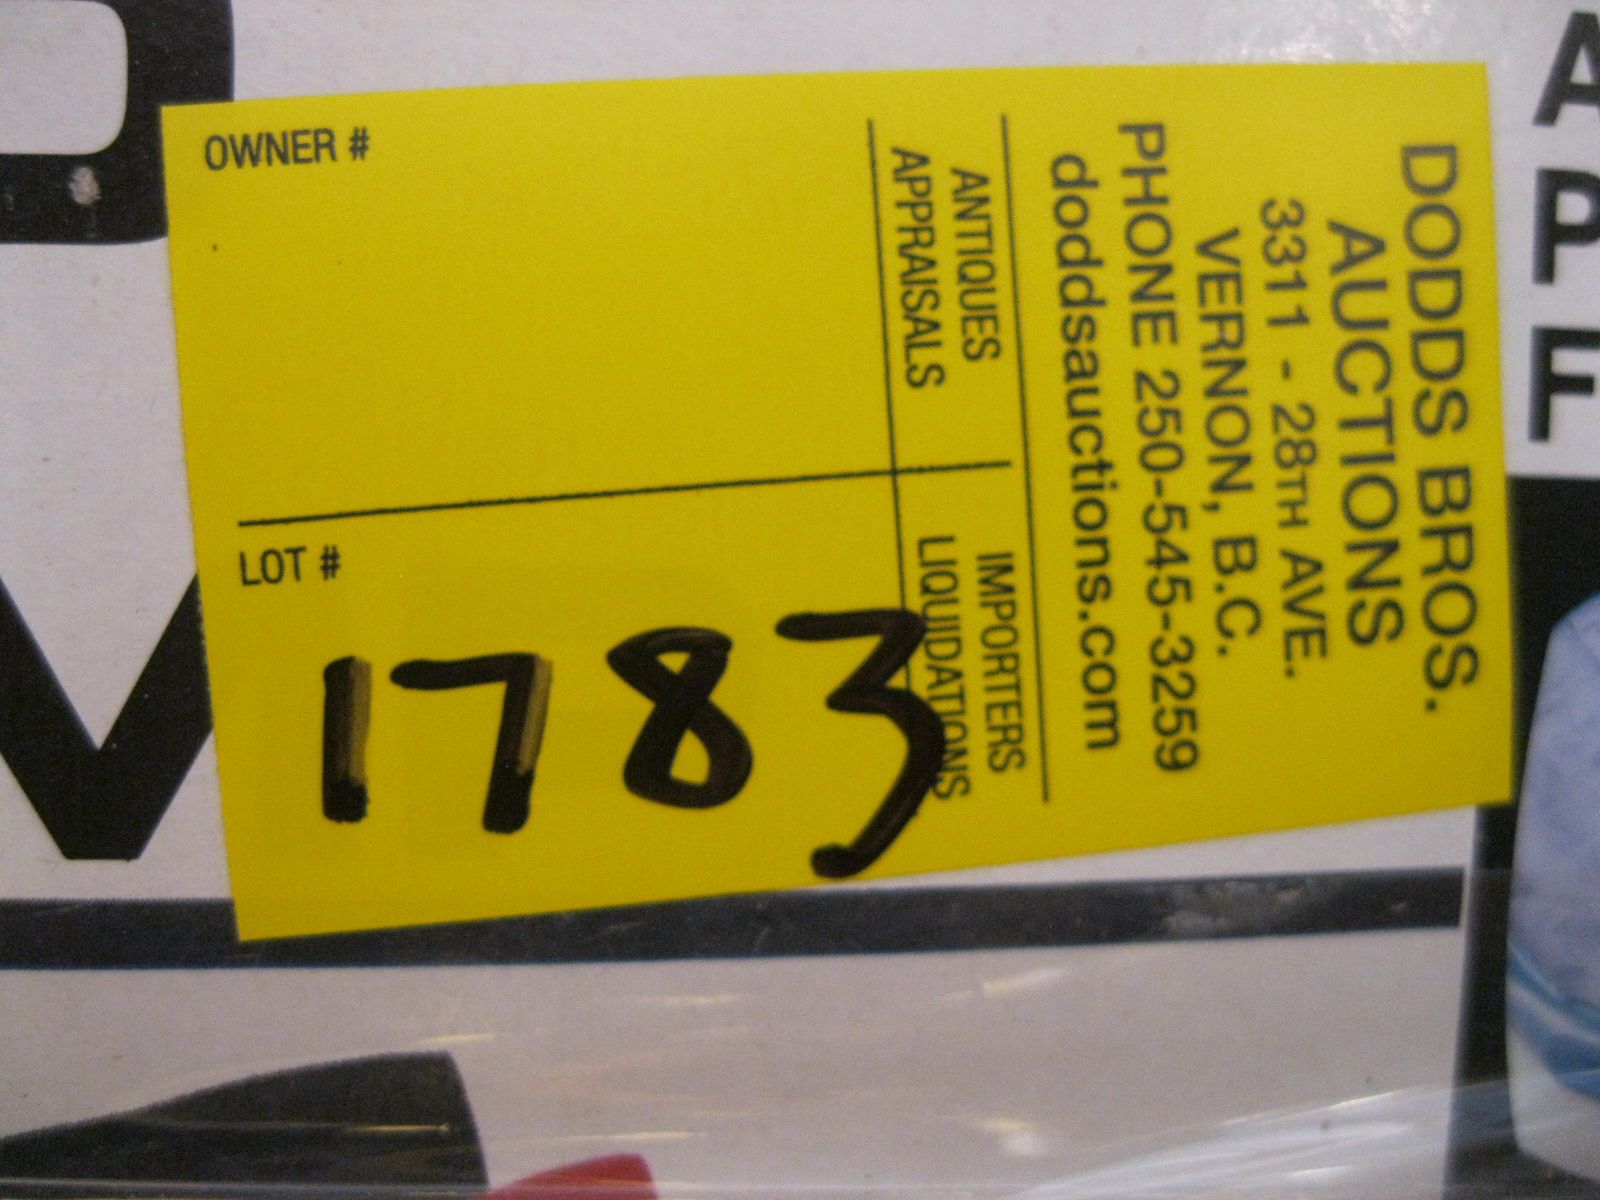 DODDS BROS.
AUCTIONS
3311 - 28TH AVE.
VERNON, B.C.
PHONE 250-545-3259
doddsauctions.com
ANTIQUES
APPRAISALS
IMPORTERS
LIQUIDATIONS
OWNER #
LOT #
1783
A
P
F